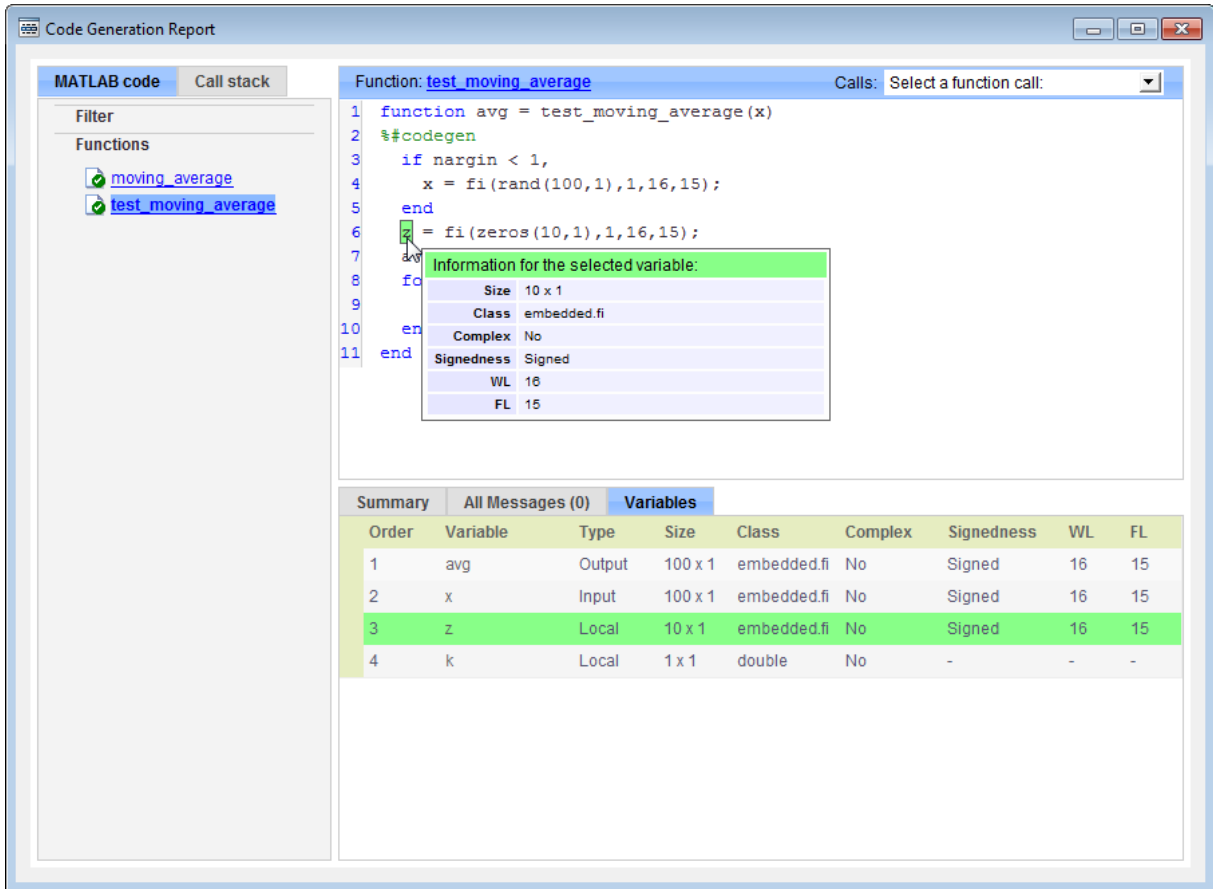 Code Generation Report
MATLAB code Call stack
Filter
Functions
moving_average
test_moving_average
Function: test_moving_average Calls: Select a function call:
1 function avg = test_moving_average(x)
2 %#codegen
3 if nargin < 1,
4 x = fi(rand(100,1),1,16,15);
5 end
6 z = fi(zeros(10,1),1,16,15);
7
8 fo
9
10 en
11 end
Information for the selected variable:
Size 10 x 1
Class embedded.fi
Complex No
Signedness Signed
WL 16
FL 15
Summary All Messages (0) Variables
Order Variable Type Size Class Complex Signedness WL FL
1 avg Output 100 x 1 embedded.fi No Signed 16 15
2 x Input 100 x 1 embedded.fi No Signed 16 15
3 z Local 10 x 1 embedded.fi No Signed 16 15
4 k Local 1 x 1 double No - - -